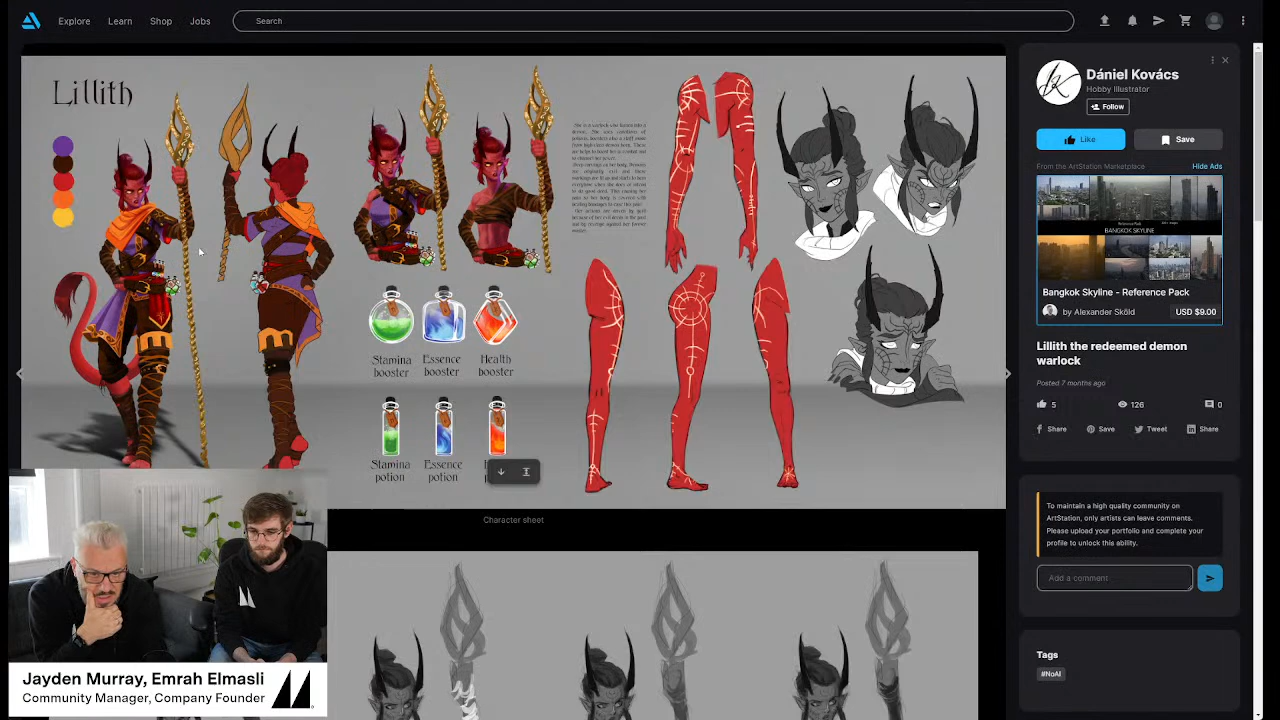 Explore
Learn
Shop
Jobs
Search
Lillith
Stamina
booster
Essence
booster
Health
booster
Stamina
potion
Essence
potion
potion
Character sheet
Dániel Kovács
Hobby Illustrator
Follow
Like
Save
From the ArtStation Marketplace
Hide Ads
BANGKOK SKYLINE
Bangkok Skyline - Reference Pack
by Alexander Sköld
USD $9.00
Lillith the redeemed demon
warlock
Posted 7 months ago
5
126
0
Share
Save
Tweet
Share
To maintain a high quality community on
ArtStation, only artists can leave comments.
Please upload your portfolio and complete your
profile to unlock this ability.
Add a comment
Tags
#NoAI
Jayden Murray, Emrah Elmasli
Community Manager, Company Founder